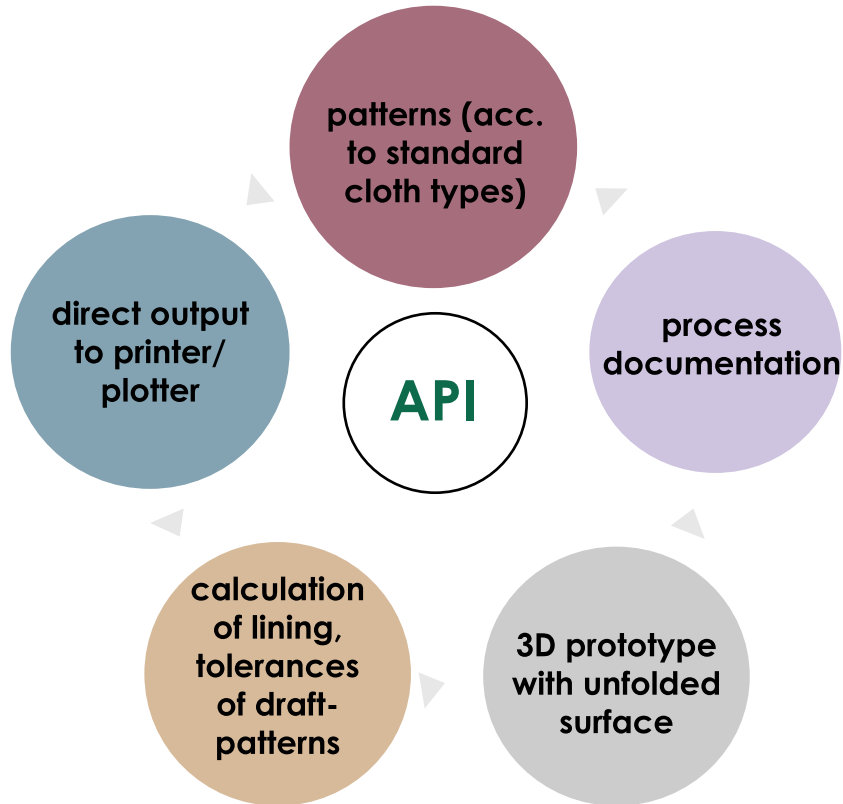 patterns (acc.
to standard
cloth types)
process
documentation
3D prototype
with unfolded
surface
calculation
of lining,
tolerances
of draft-
patterns
direct output
to printer/
plotter
API